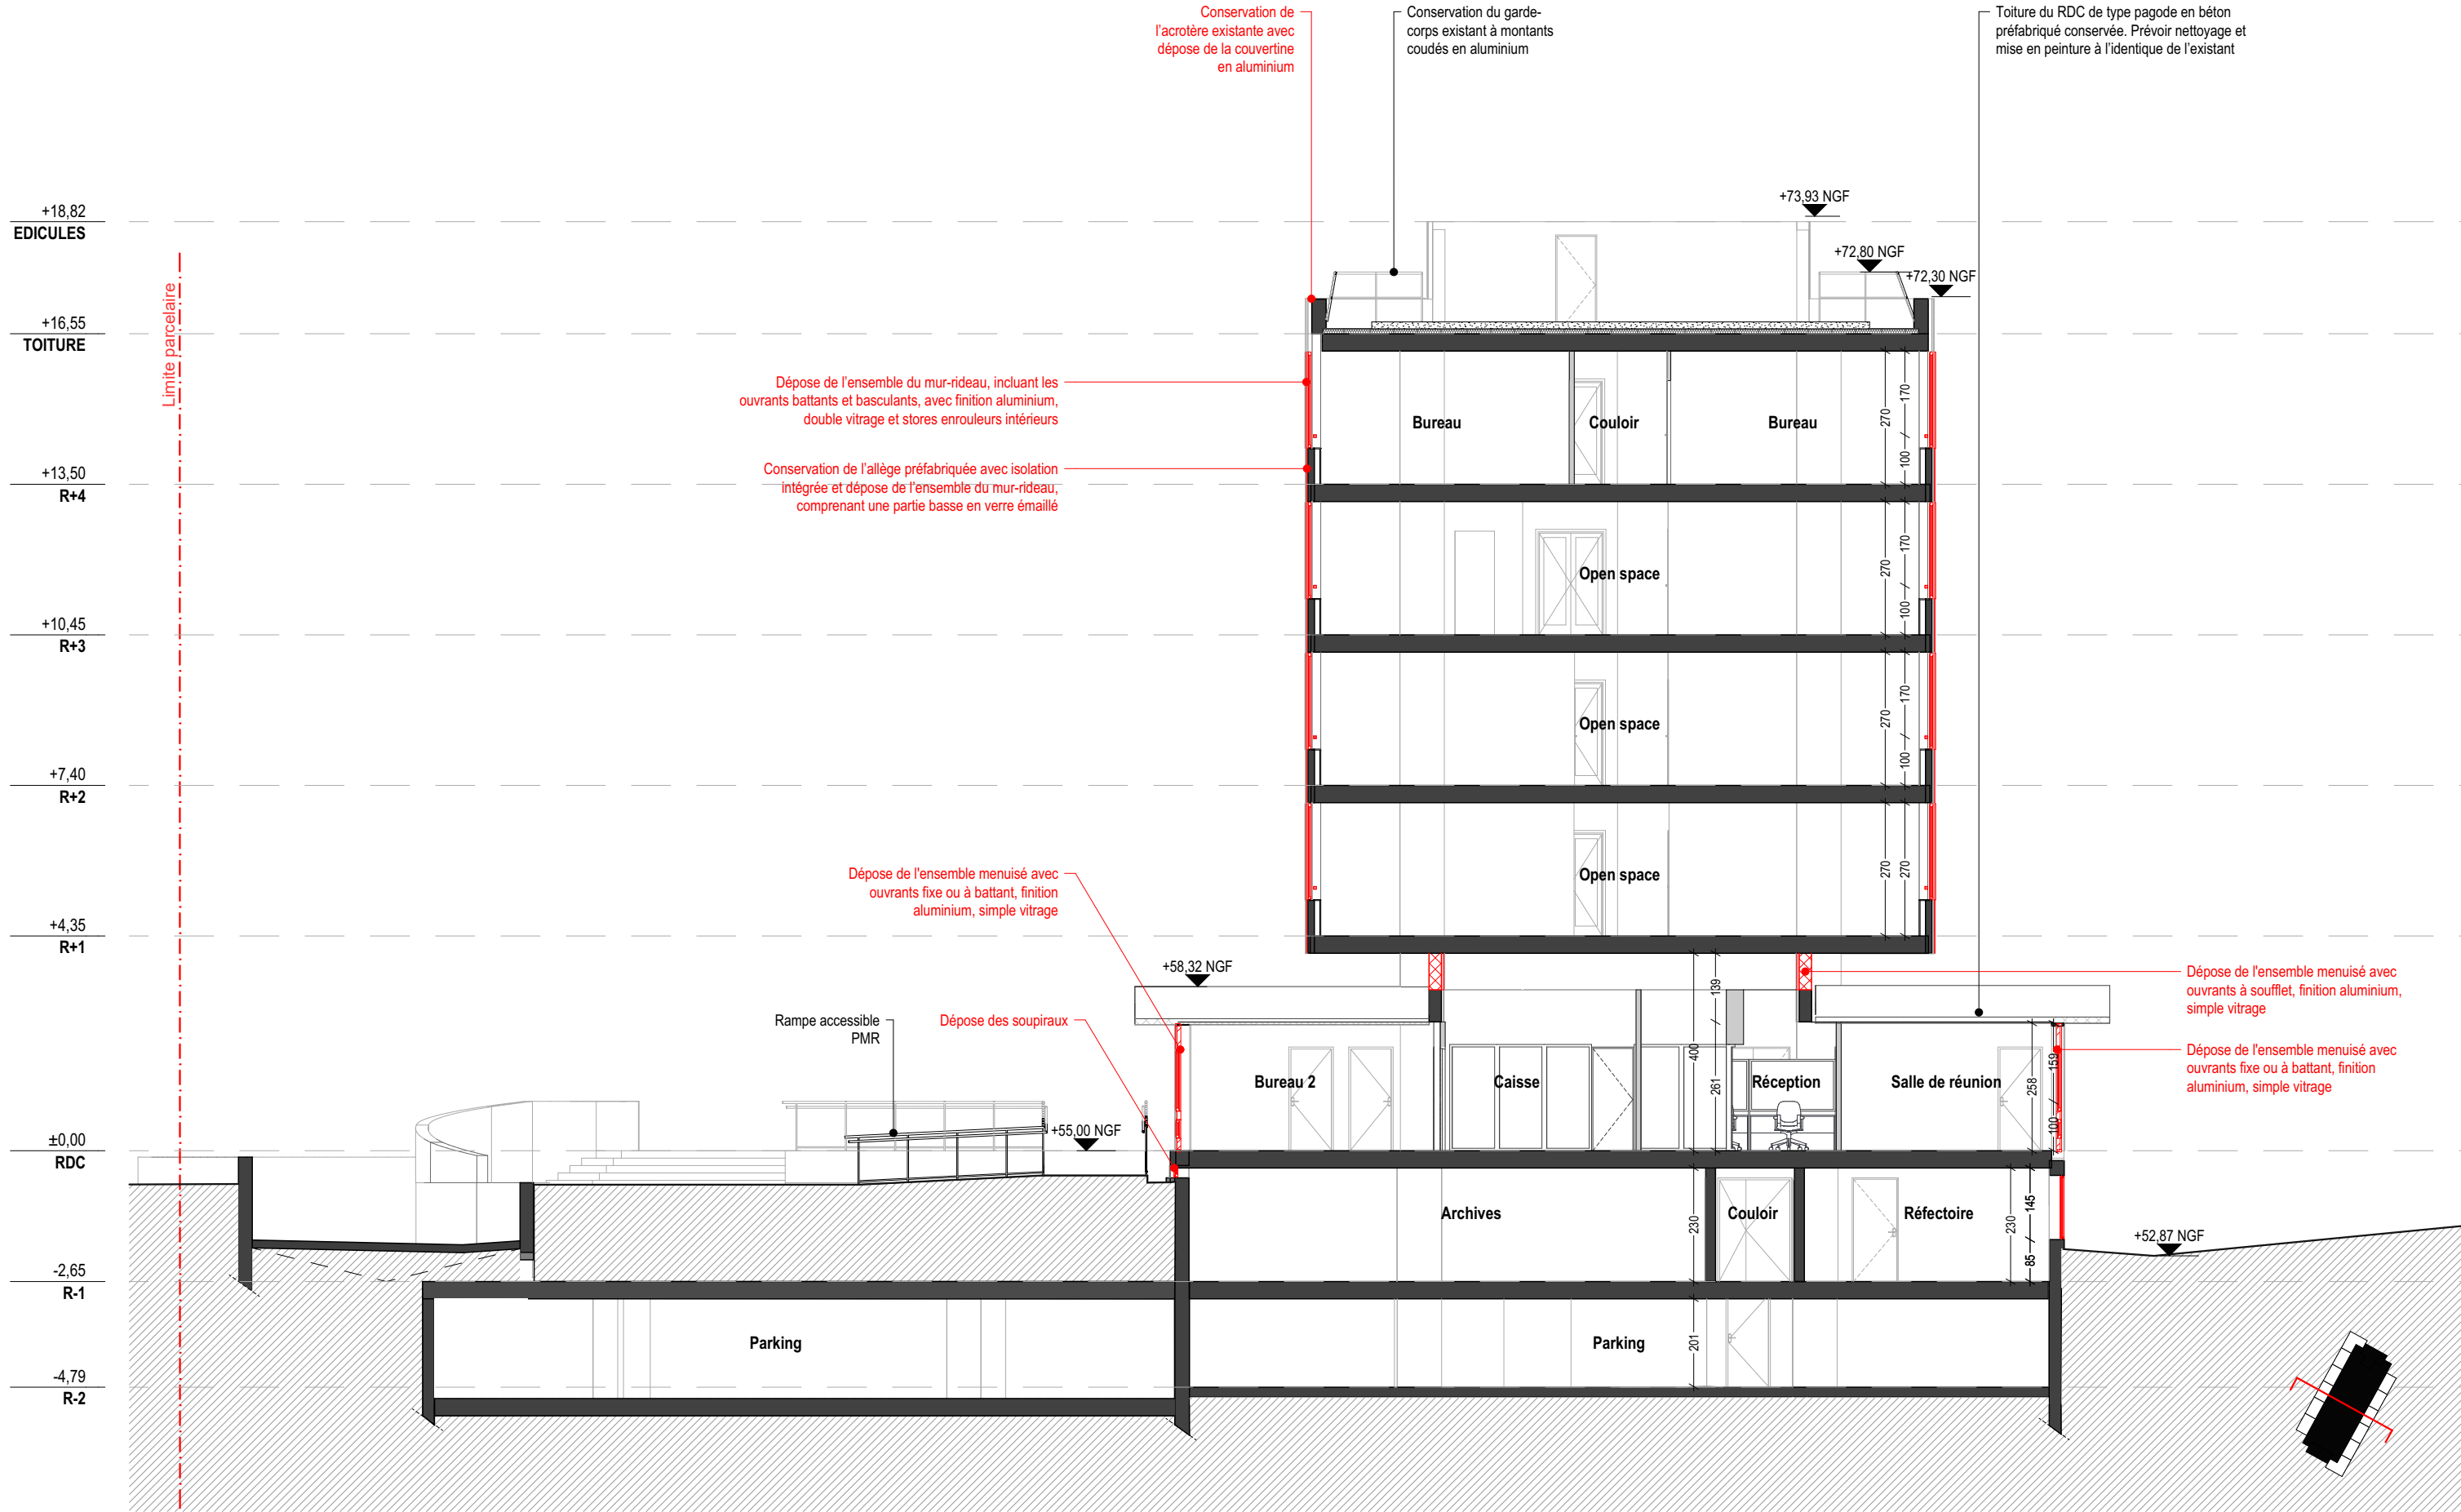 Conservation de
l'acrotère existante avec
dépose de la couvertine
en aluminium
Conservation du garde-
corps existant à montants
coudés en aluminium
Toiture du RDC de type pagode en béton
préfabriqué conservée. Prévoir nettoyage et
mise en peinture à l'identique de l'existant
+73,93 NGF
+18,82
EDICULES
+72,80 NGF
+72,30 NGF
Limite parcelaire
+16,55
TOITURE
Dépose de l'ensemble du mur-rideau, incluant les
ouvrants battants et basculants, avec finition aluminium,
double vitrage et stores enrouleurs intérieurs
Bureau
Couloir
Bureau
270
170
100
Conservation de l'allège préfabriquée avec isolation
intégrée et dépose de l'ensemble du mur-rideau,
comprenant une partie basse en verre émaillé
+13,50
R+4
Open space
270
170
100
+10,45
R+3
Open space
270
170
100
+7,40
R+2
Open space
270
270
Dépose de l'ensemble menuisé avec
ouvrants fixe ou à battant, finition
aluminium, simple vitrage
+4,35
R+1
+58,32 NGF
139
400
261
Dépose de l'ensemble menuisé avec
ouvrants à soufflet, finition aluminium,
simple vitrage
Rampe accessible
PMR
Dépose des soupiraux
Bureau 2
Caisse
Réception
Salle de réunion
258
159
100
Dépose de l'ensemble menuisé avec
ouvrants fixe ou à battant, finition
aluminium, simple vitrage
+55,00 NGF
±0,00
RDC
Archives
230
Couloir
Réfectoire
230
145
85
+52,87 NGF
-2,65
R-1
Parking
Parking
201
-4,79
R-2